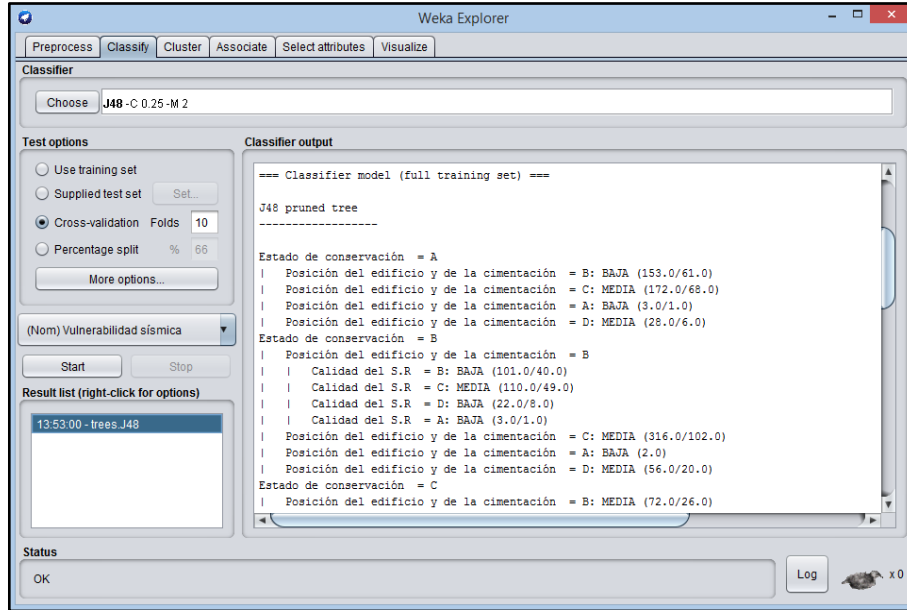 Weka Explorer
Preprocess Classify Cluster Associate Select attributes Visualize
Classifier
Choose J48 -C 0.25 -M 2
Test options
Use training set
Supplied test set Set...
Cross-validation Folds 10
Percentage split % 66
More options...
(Nom) Vulnerabilidad sísmica
Start Stop
Result list (right-click for options)
13:53:00 - trees.J48
Classifier output
=== Classifier model (full training set) ===
J48 pruned tree
------------------
Estado de conservación = A
| Posición del edificio y de la cimentación = B: BAJA (153.0/61.0)
| Posición del edificio y de la cimentación = C: MEDIA (172.0/68.0)
| Posición del edificio y de la cimentación = A: BAJA (3.0/1.0)
| Posición del edificio y de la cimentación = D: MEDIA (28.0/6.0)
Estado de conservación = B
| Posición del edificio y de la cimentación = B
| | Calidad del S.R = B: BAJA (101.0/40.0)
| | Calidad del S.R = C: MEDIA (110.0/49.0)
| | Calidad del S.R = D: BAJA (22.0/8.0)
| | Calidad del S.R = A: BAJA (3.0/1.0)
| Posición del edificio y de la cimentación = C: MEDIA (316.0/102.0)
| Posición del edificio y de la cimentación = A: BAJA (2.0)
| Posición del edificio y de la cimentación = D: MEDIA (56.0/20.0)
Estado de conservación = C
| Posición del edificio y de la cimentación = B: MEDIA (72.0/26.0)
Status
OK
Log
x 0